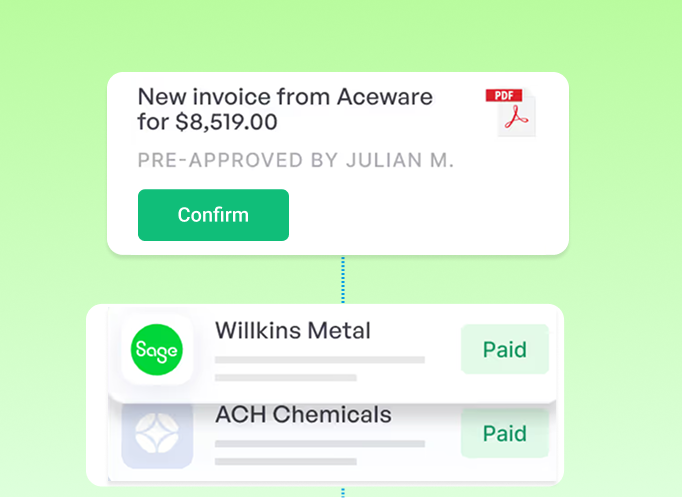 New invoice from Aceware
for $8,519.00
PDF
PRE-APPROVED BY JULIAN M.
Confirm
Sage
Willkins Metal
Paid
ACH Chemicals
Paid